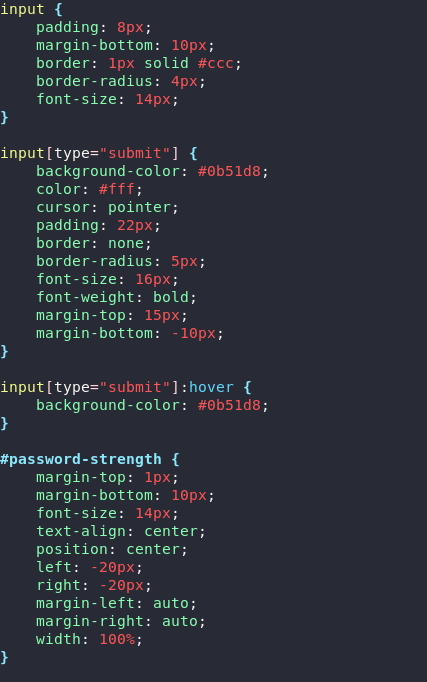 input {
    padding: 8px;
    margin-bottom: 10px;
    border: 1px solid #ccc;
    border-radius: 4px;
    font-size: 14px;
}

input[type="submit"] {
    background-color: #0b51d8;
    color: #fff;
    cursor: pointer;
    padding: 22px;
    border: none;
    border-radius: 5px;
    font-size: 16px;
    font-weight: bold;
    margin-top: 15px;
    margin-bottom: -10px;
}

input[type="submit"]:hover {
    background-color: #0b51d8;
}

#password-strength {
    margin-top: 1px;
    margin-bottom: 10px;
    font-size: 14px;
    text-align: center;
    position: center;
    left: -20px;
    right: -20px;
    margin-left: auto;
    margin-right: auto;
    width: 100%;
}